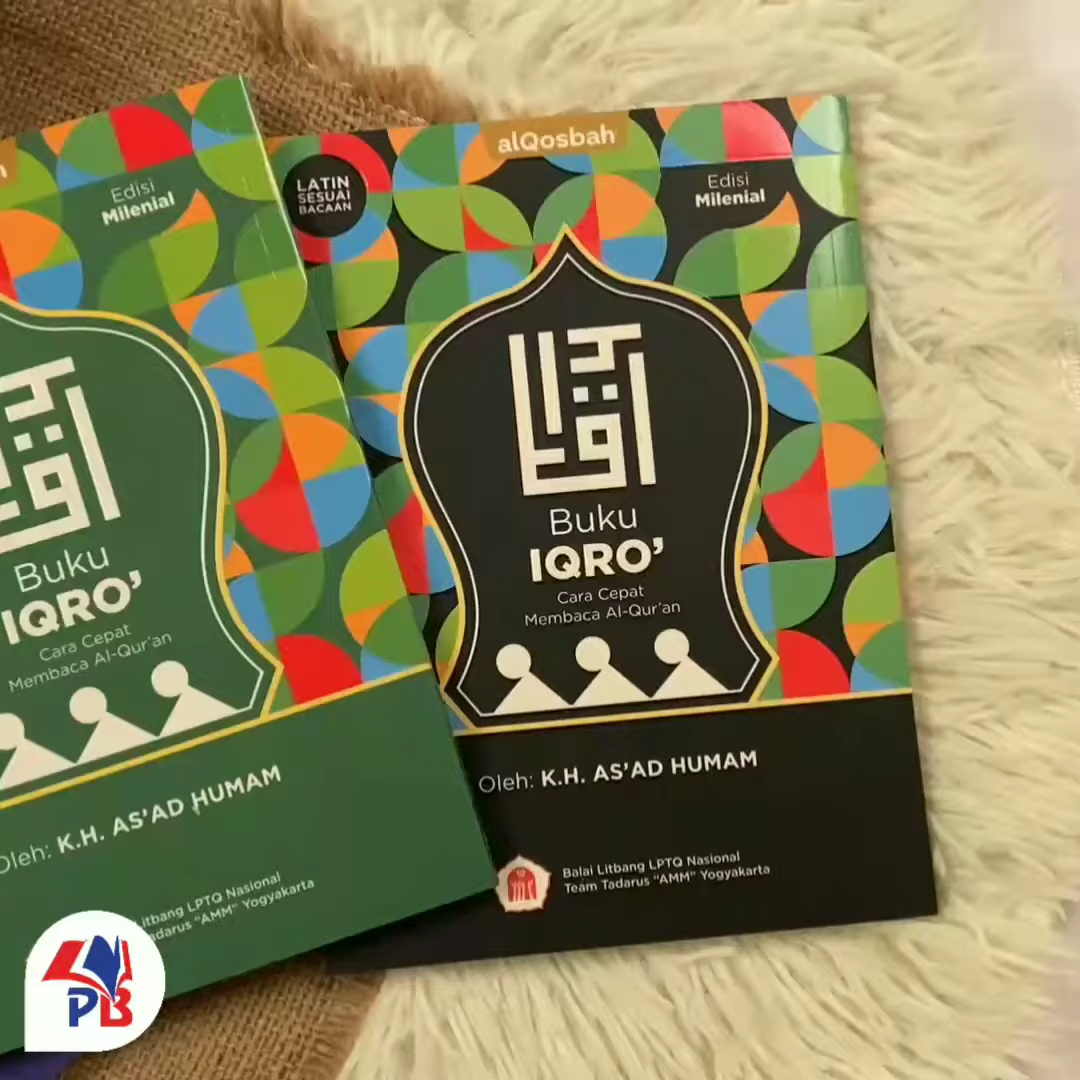 Edisi
Milenial
Buku
IQRO’
Cara Cepat
Membaca Al-Qur’an
Oleh: K.H. AS’AD HUMAM
Litbang LPTQ Nasional
Tadarus “AMM” Yogyakarta
alQosbah
LATIN
SESUAI
BACAAN
Edisi
Milenial
اقرأ
Buku
IQRO’
Cara Cepat
Membaca Al-Qur’an
Oleh: K.H. AS’AD HUMAM
Balai Litbang LPTQ Nasional
Team Tadarus “AMM” Yogyakarta
PB